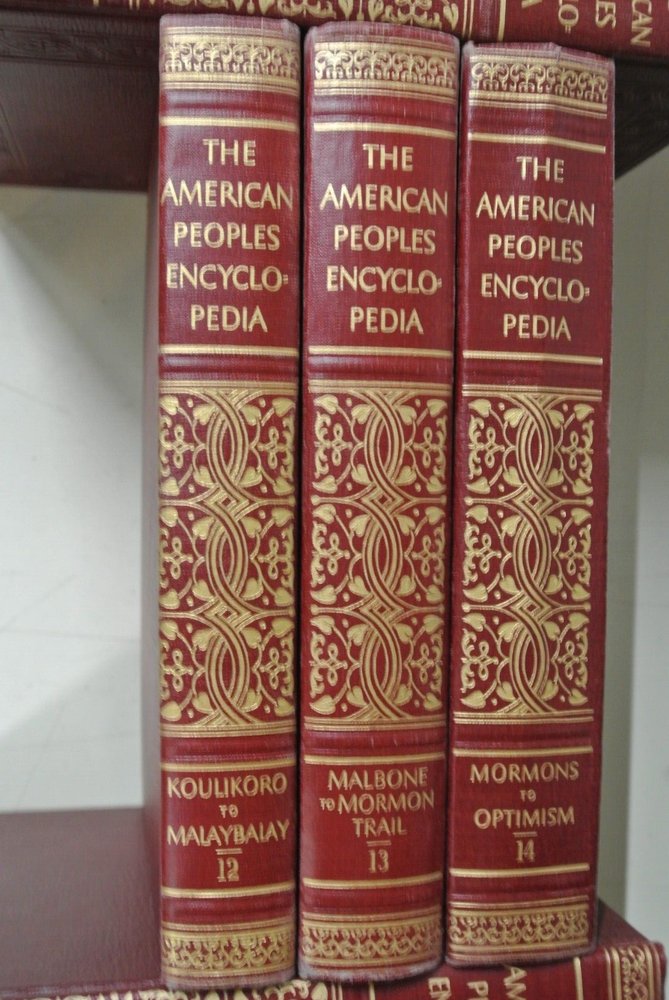 THE
AMERICAN
PEOPLES
ENCYCLO=
PEDIA
KOULIKORO
TO
MALAYBALAY
12
THE
AMERICAN
PEOPLES
ENCYCLO=
PEDIA
MALBONE
TO MORMON
TRAIL
13
THE
AMERICAN
PEOPLES
ENCYCLO=
PEDIA
MORMONS
TO
OPTIMISM
14